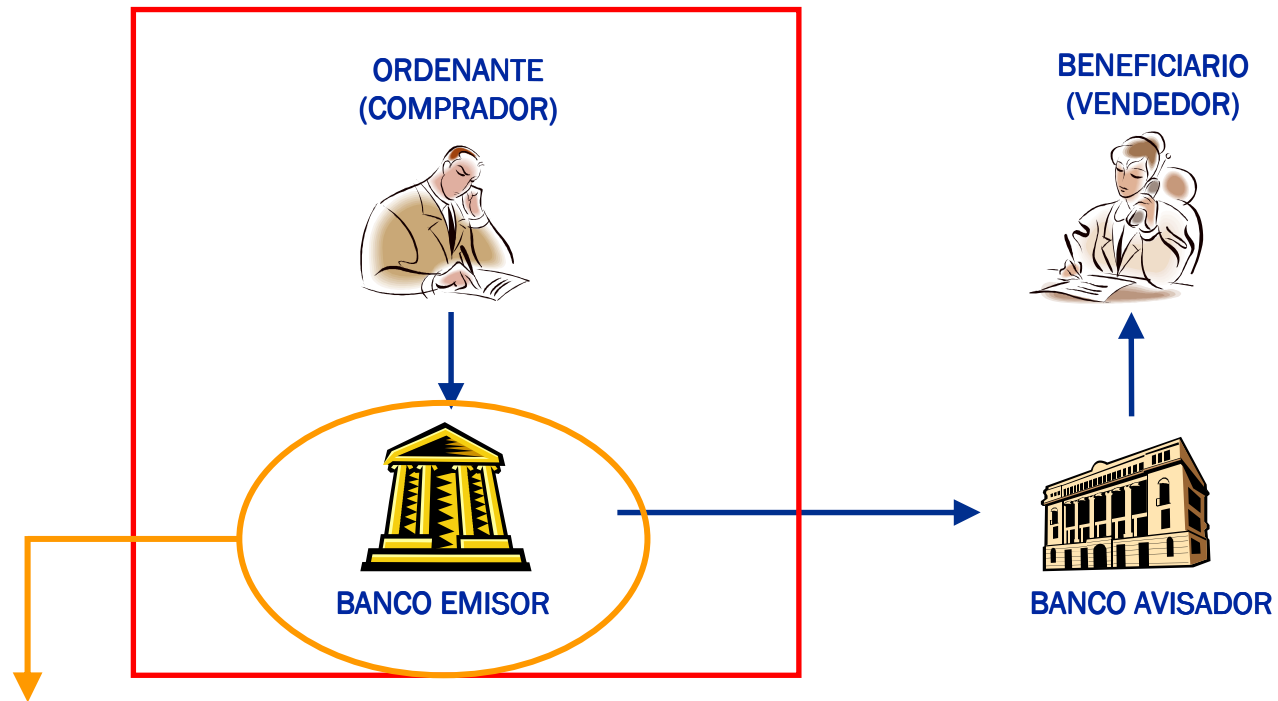 ORDENANTE
(COMPRADOR)
BENEFICIARIO
(VENDEDOR)
BANCO EMISOR
BANCO AVISADOR